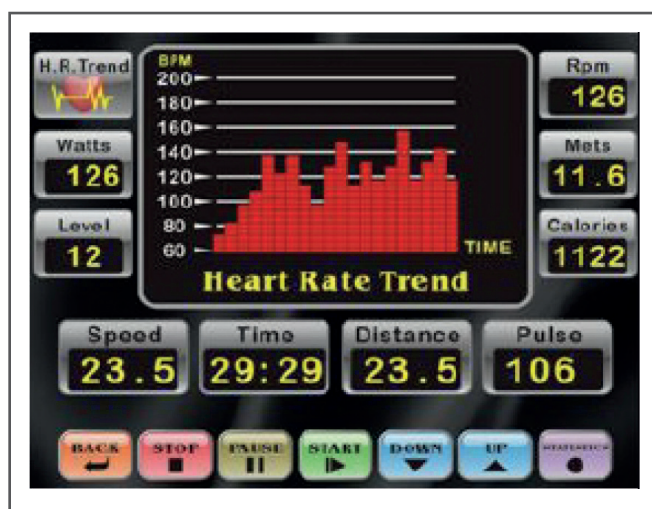 H.R.Trend
Watts
126
Level
12
BPM
200
180
160
140
120
100
80
60
TIME
Heart Rate Trend
Rpm
126
Mets
11.6
Calories
1122
Speed
23.5
Time
29:29
Distance
23.5
Pulse
106
BACK
STOP
PAUSE
START
DOWN
UP
STATISTICS